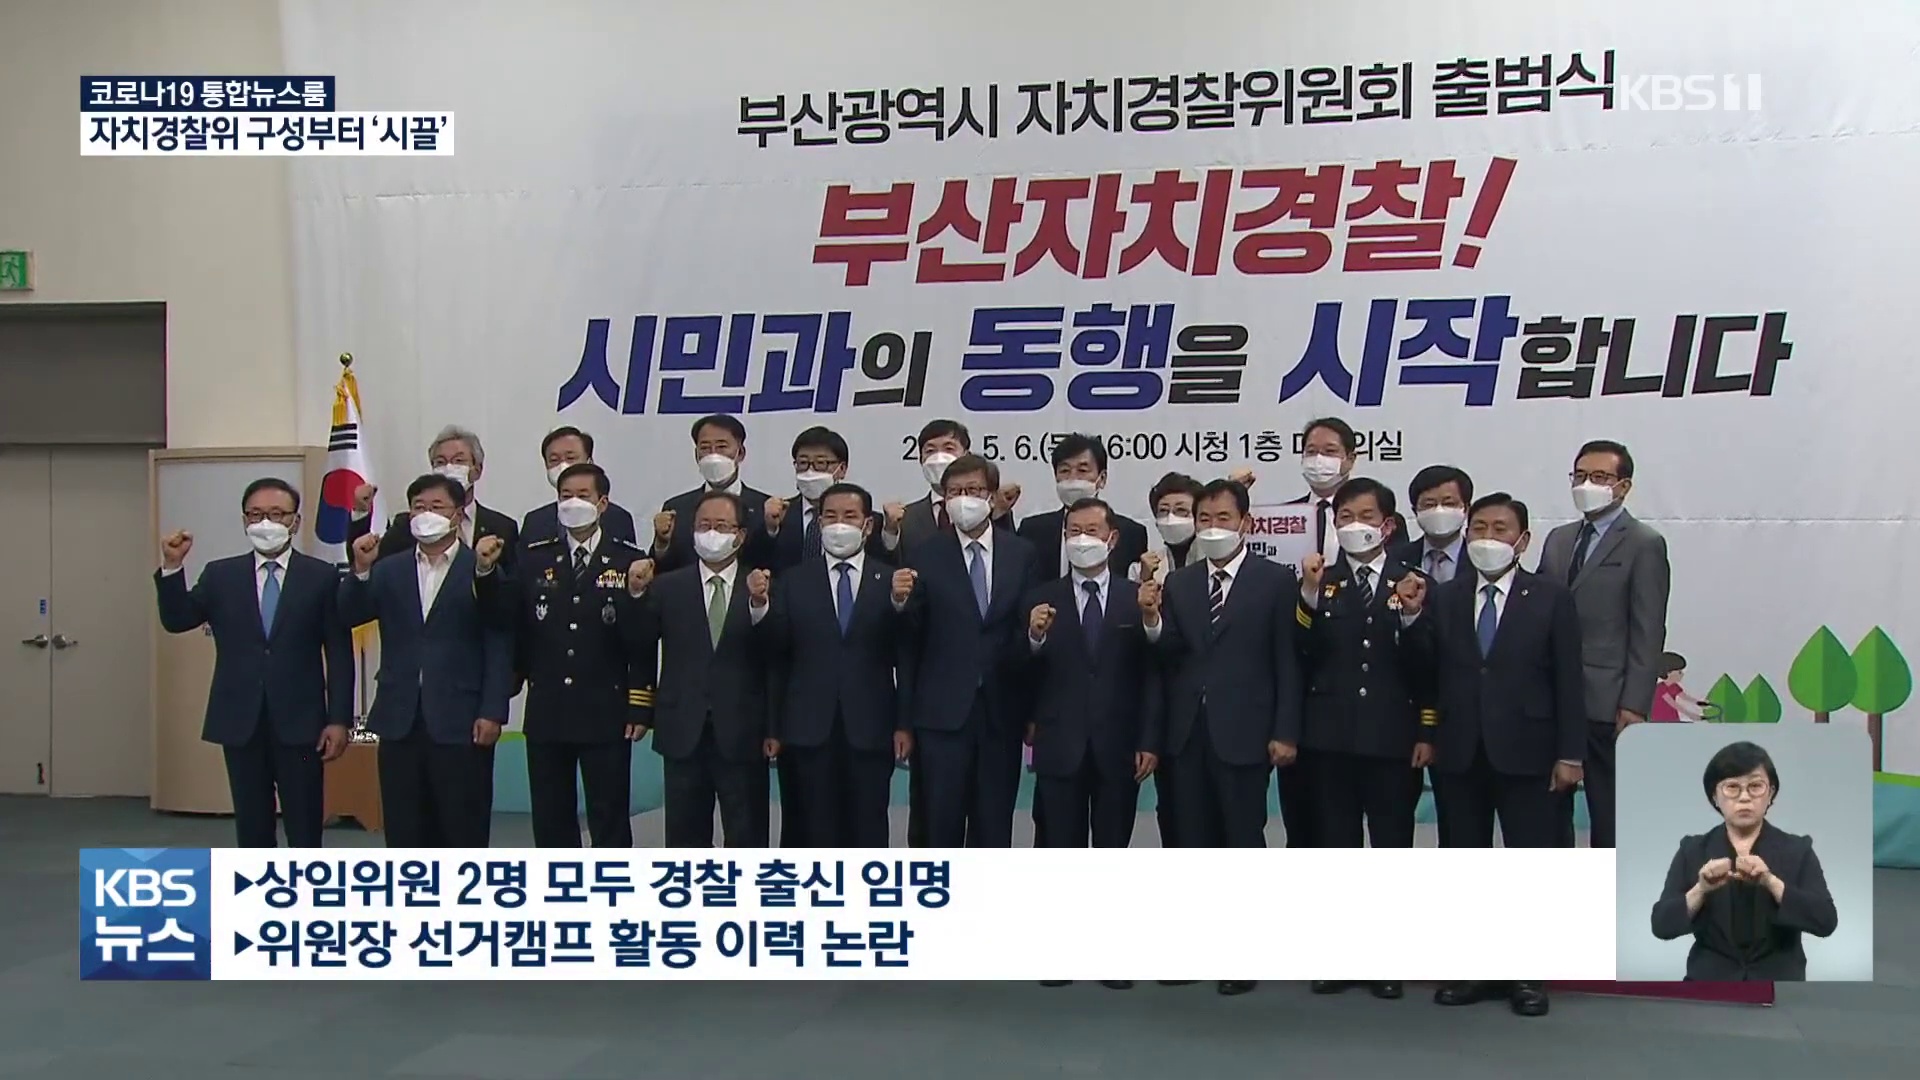 코로나19 통합뉴스룸
자치경찰위 구성부터 ‘시끌’
KBS 1
부산광역시 자치경찰위원회 출범식
부산자치경찰!
시민과의 동행을 시작합니다
5. 6.(목) 16:00 시청 1층
자치경찰
KBS
뉴스
▶상임위원 2명 모두 경찰 출신 임명
▶위원장 선거캠프 활동 이력 논란